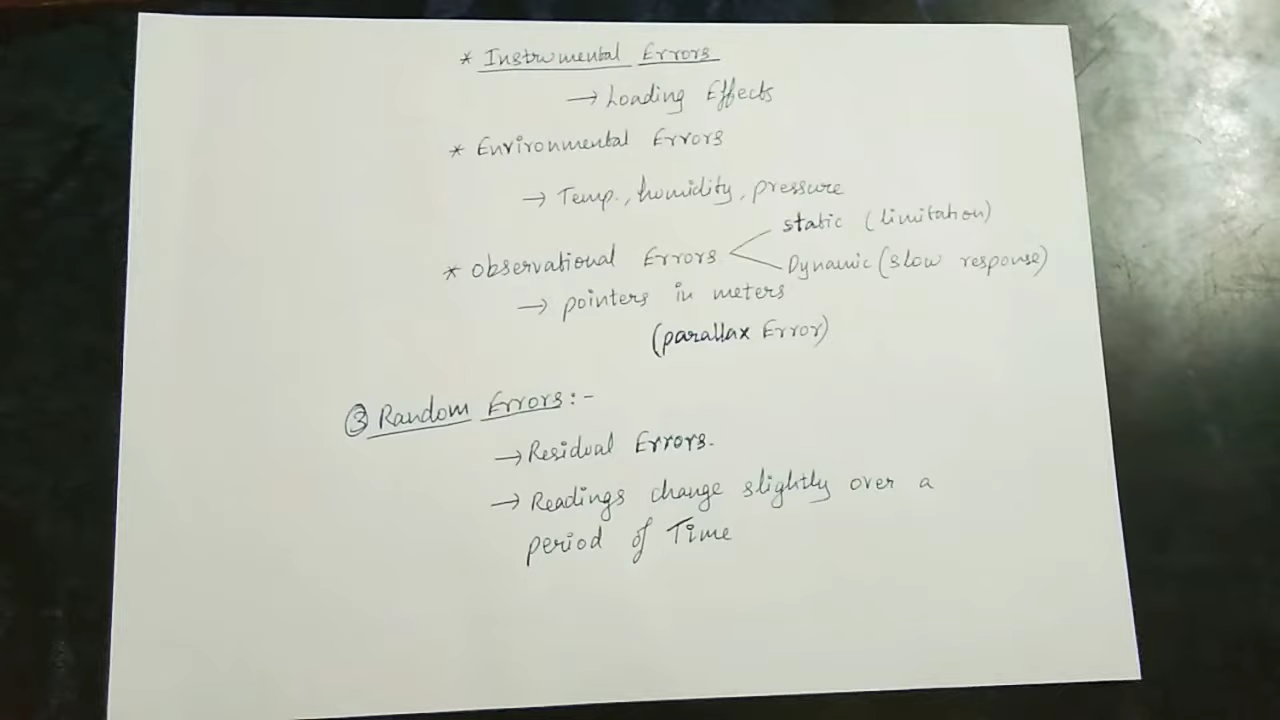 * Instrumental Errors
→ Loading Effects
* Environmental Errors
→ Temp., humidity, pressure
static (limitation)
* Observational Errors
Dynamic (slow response)
→ pointers in meters
(parallax Error)
③ Random Errors:-
→ Residual Errors.
→ Readings change slightly over a
period of Time